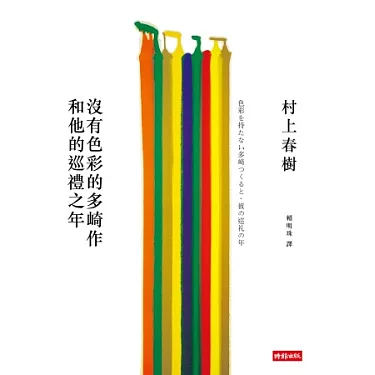 村上春樹
賴明珠 譯
色彩を持たない多崎つくると、彼の巡礼の年
沒有色彩的多崎作
和他的巡禮之年
時報出版